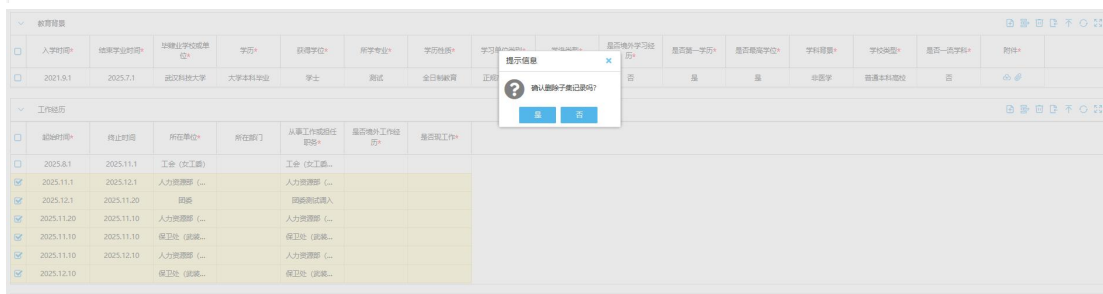 教育背景
入学时间* 结束学业时间* 毕肄业学校或单位* 学历* 获得学位* 所学专业* 学历性质* 是否境外学习经历* 是否第一学历* 是否最高学位* 学科背景* 学校类型* 是否一流学科* 附件*
2021.9.1 2025.7.1 武汉科技大学 大学本科毕业 学士 测试 全日制教育 正规 否 是 是 非医学 普通本科高校 否
提示信息 ×
确认删除子集记录吗?
是 否
工作经历
起始时间* 终止时间 所在单位* 所在部门 从事工作或担任职务* 是否境外工作经历* 是否现工作*
2025.8.1 2025.11.1 工会（女工委） 工会（女工委...
2025.11.1 2025.12.1 人力资源部（... 人力资源部（...
2025.12.1 2025.11.20 团委 团委测试调入
2025.11.20 2025.11.10 人力资源部（... 人力资源部（...
2025.11.10 2025.11.10 保卫处（武装... 保卫处（武装...
2025.11.10 2025.12.10 人力资源部（... 人力资源部（...
2025.12.10 保卫处（武装... 保卫处（武装...